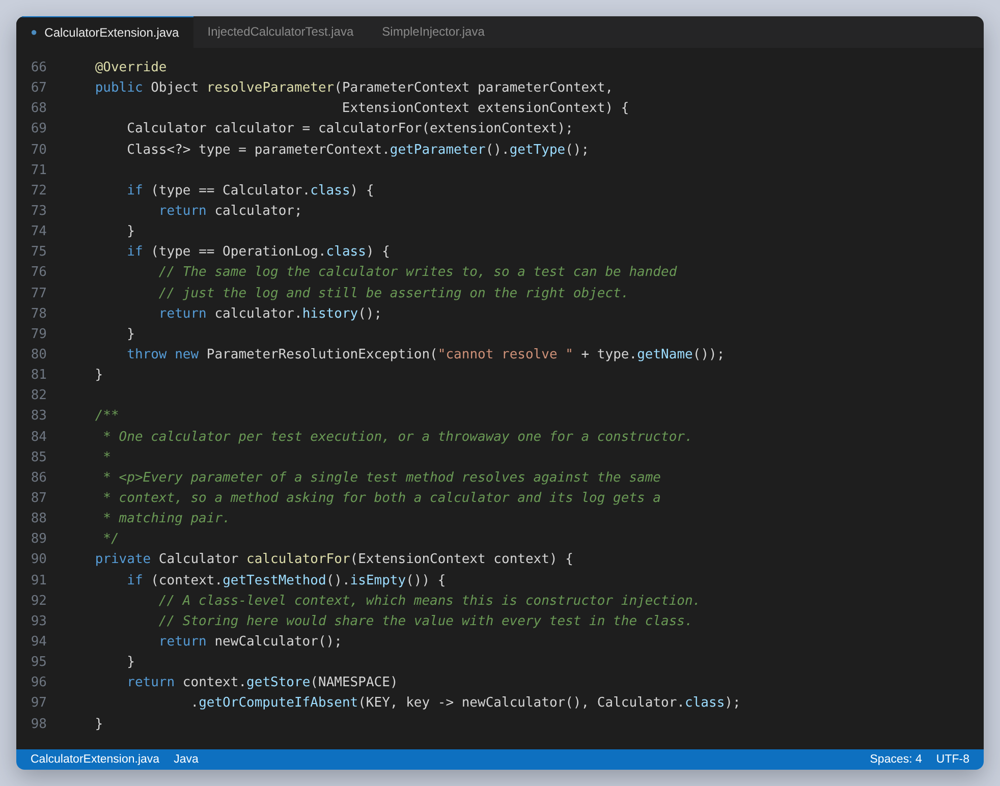 CalculatorExtension.java InjectedCalculatorTest.java SimpleInjector.java
66     @Override
67     public Object resolveParameter(ParameterContext parameterContext,
68                                    ExtensionContext extensionContext) {
69         Calculator calculator = calculatorFor(extensionContext);
70         Class<?> type = parameterContext.getParameter().getType();
71
72         if (type == Calculator.class) {
73             return calculator;
74         }
75         if (type == OperationLog.class) {
76             // The same log the calculator writes to, so a test can be handed
77             // just the log and still be asserting on the right object.
78             return calculator.history();
79         }
80         throw new ParameterResolutionException("cannot resolve " + type.getName());
81     }
82
83     /**
84      * One calculator per test execution, or a throwaway one for a constructor.
85      *
86      * <p>Every parameter of a single test method resolves against the same
87      * context, so a method asking for both a calculator and its log gets a
88      * matching pair.
89      */
90     private Calculator calculatorFor(ExtensionContext context) {
91         if (context.getTestMethod().isEmpty()) {
92             // A class-level context, which means this is constructor injection.
93             // Storing here would share the value with every test in the class.
94             return newCalculator();
95         }
96         return context.getStore(NAMESPACE)
97                 .getOrComputeIfAbsent(KEY, key -> newCalculator(), Calculator.class);
98     }
CalculatorExtension.java Java Spaces: 4 UTF-8